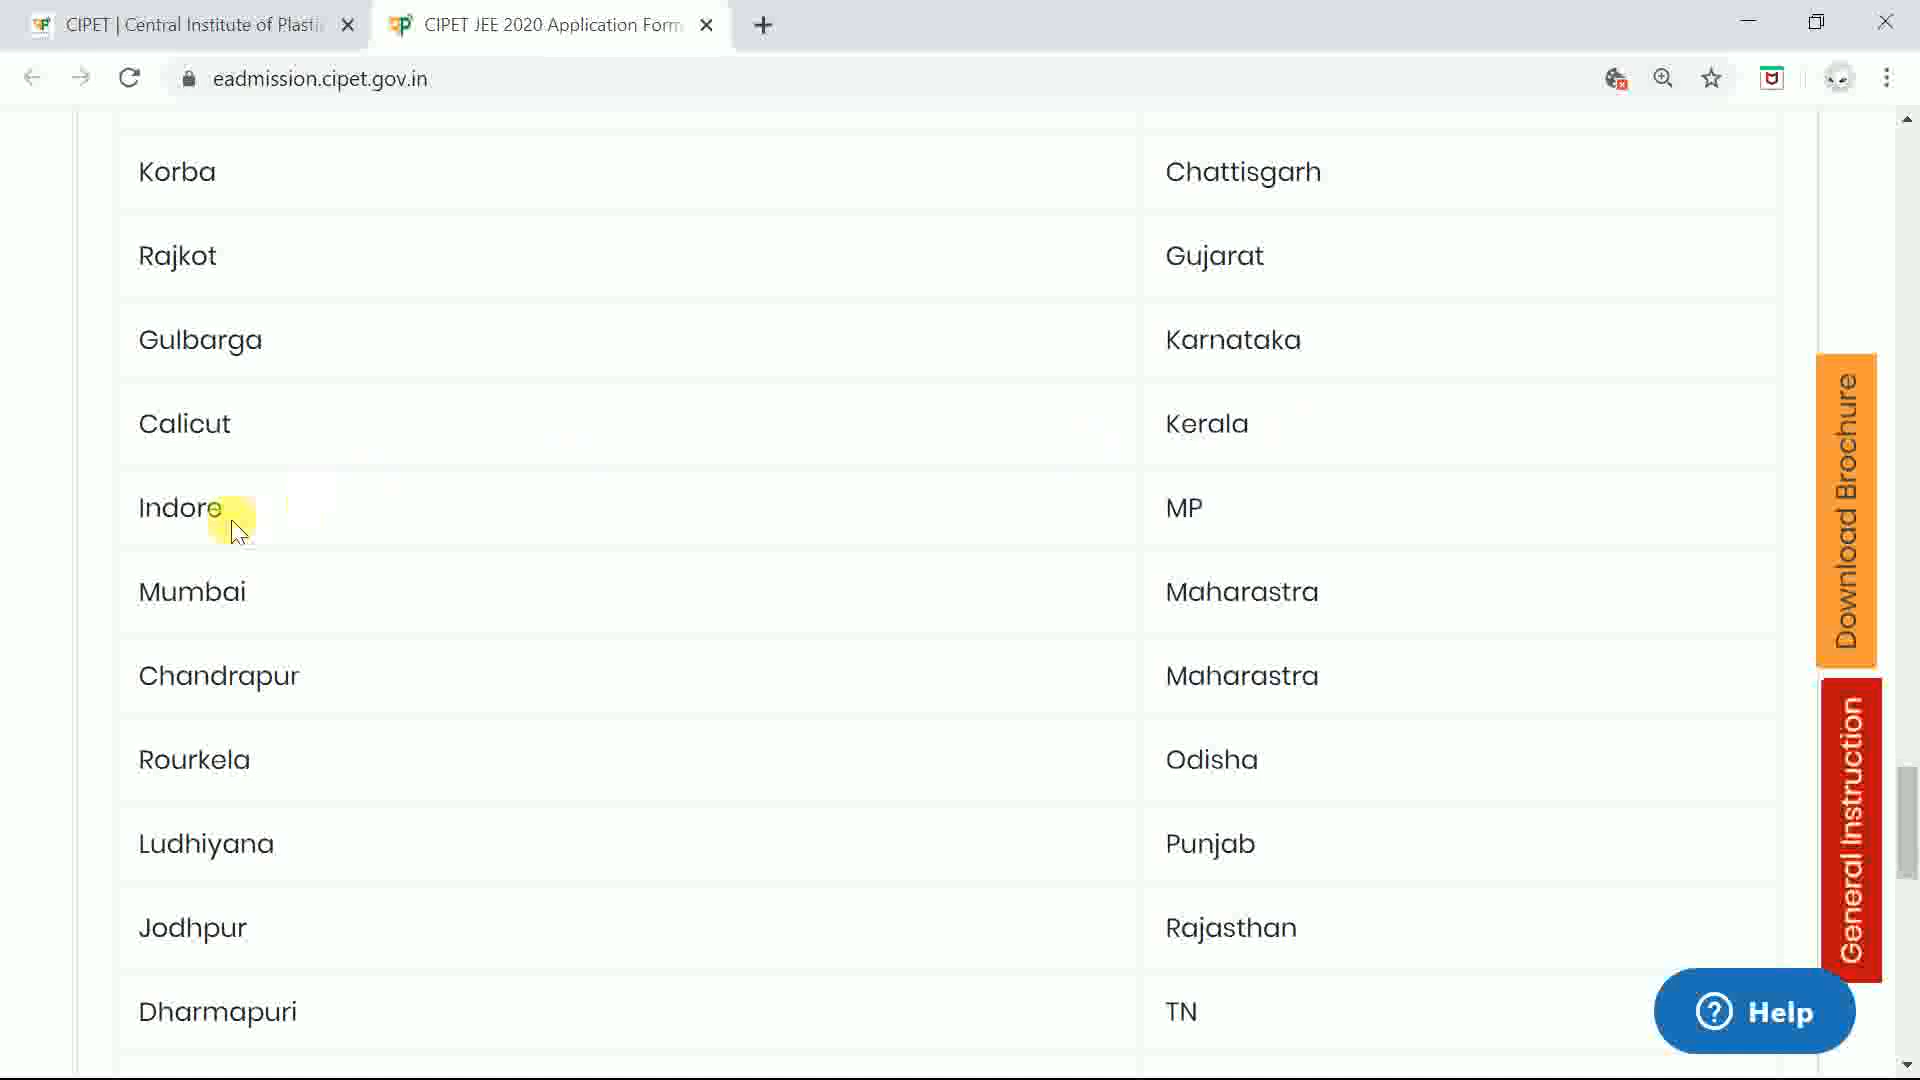 CIPET | Central Institute of Plasti
CIPET JEE 2020 Application Form
eadmission.cipet.gov.in
Korba Chattisgarh
Rajkot Gujarat
Gulbarga Karnataka
Calicut Kerala
Indore MP
Mumbai Maharastra
Chandrapur Maharastra
Rourkela Odisha
Ludhiyana Punjab
Jodhpur Rajasthan
Dharmapuri TN
Download Brochure
General Instruction
Help